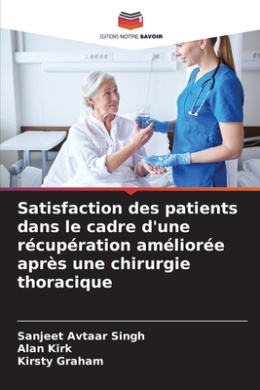 EDITIONS NOTRE SAVOIR
Satisfaction des patients
dans le cadre d'une
récupération améliorée
après une chirurgie
thoracique
Sanjeet Avtaar Singh
Alan Kirk
Kirsty Graham